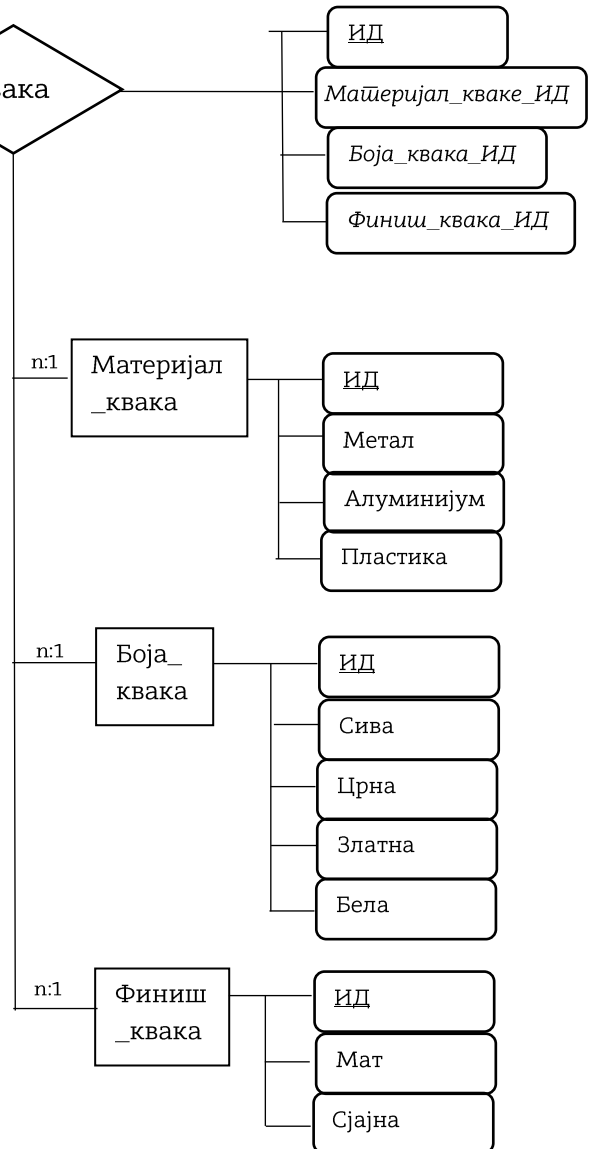 ИД
вака
Материјал_кваке_ИД
Боја_квака_ИД
Финиш_квака_ИД
n:1
Материјал
_квака
ИД
Метал
Алуминијум
Пластика
n:1
Боја_
квака
ИД
Сива
Црна
Златна
Бела
n:1
Финиш
_квака
ИД
Мат
Сјајна